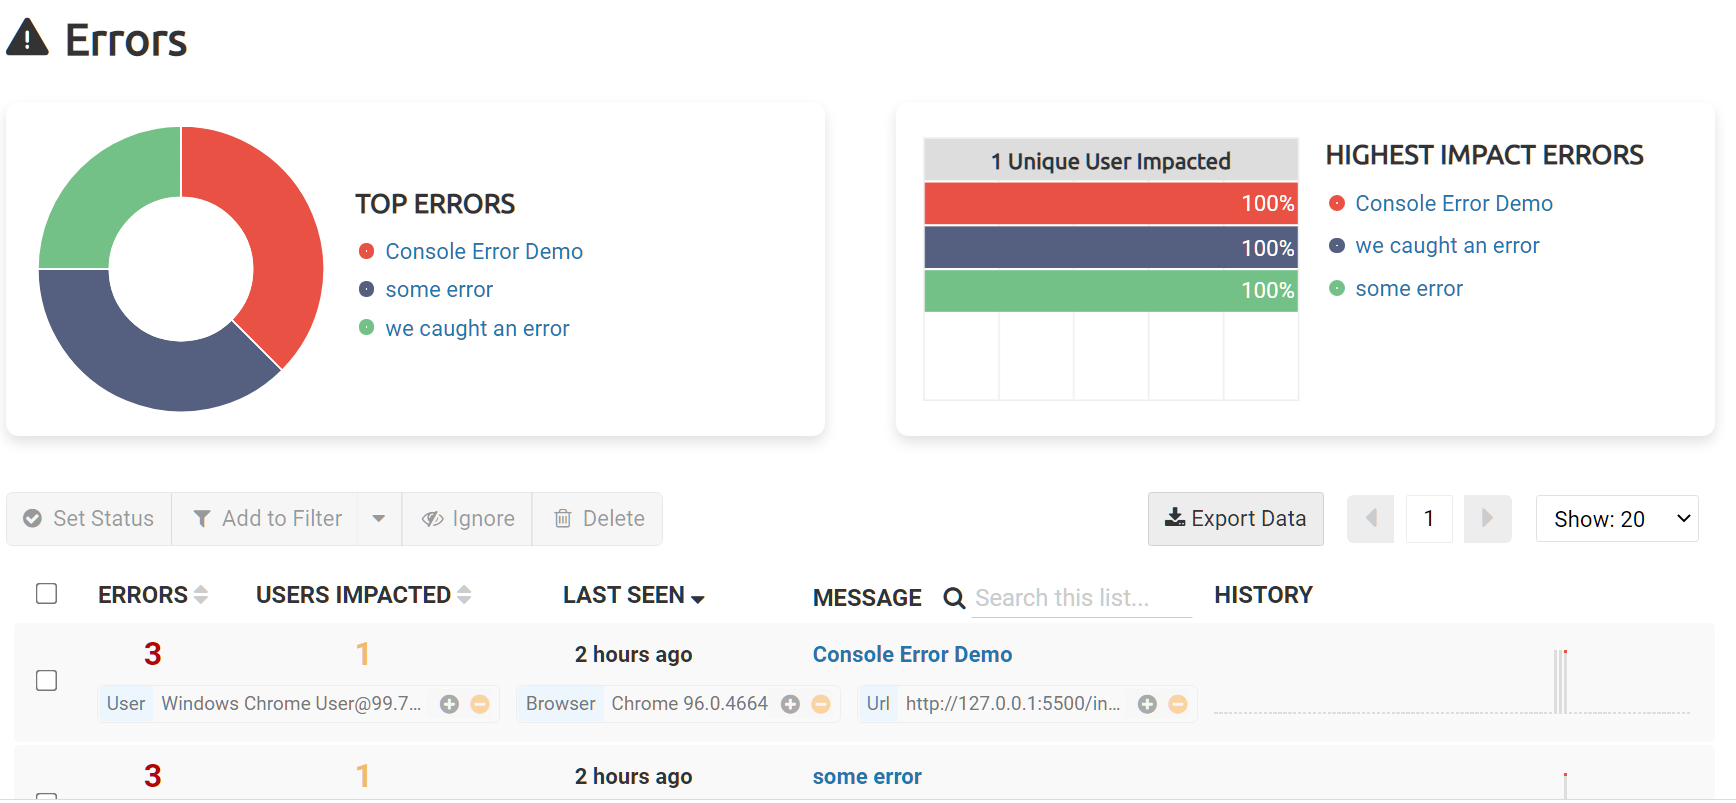 Errors
TOP ERRORS
Console Error Demo
some error
we caught an error
1 Unique User Impacted
100%
100%
100%
HIGHEST IMPACT ERRORS
Console Error Demo
we caught an error
some error
Set Status Add to Filter Ignore Delete Export Data 1 Show: 20
ERRORS USERS IMPACTED LAST SEEN MESSAGE Search this list... HISTORY
3 1 2 hours ago Console Error Demo
User Windows Chrome User@99.7... Browser Chrome 96.0.4664 Url http://127.0.0.1:5500/in...
3 1 2 hours ago some error